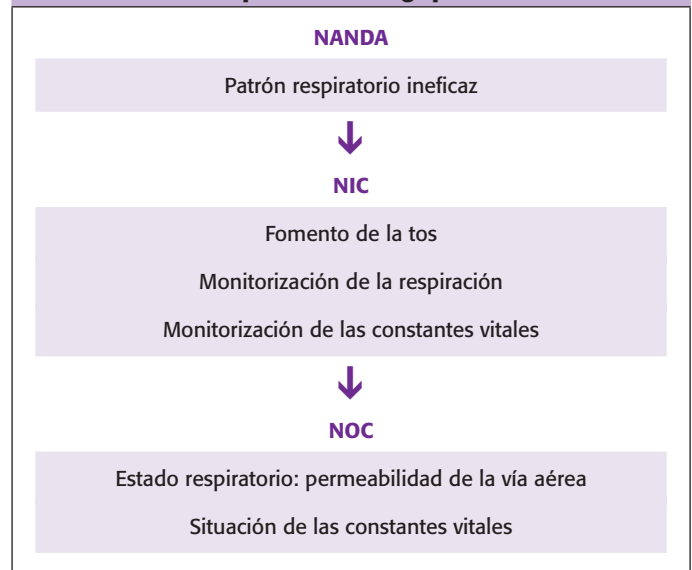 NANDA
Patrón respiratorio ineficaz
NIC
Fomento de la tos
Monitorización de la respiración
Monitorización de las constantes vitales
NOC
Estado respiratorio: permeabilidad de la vía aérea
Situación de las constantes vitales